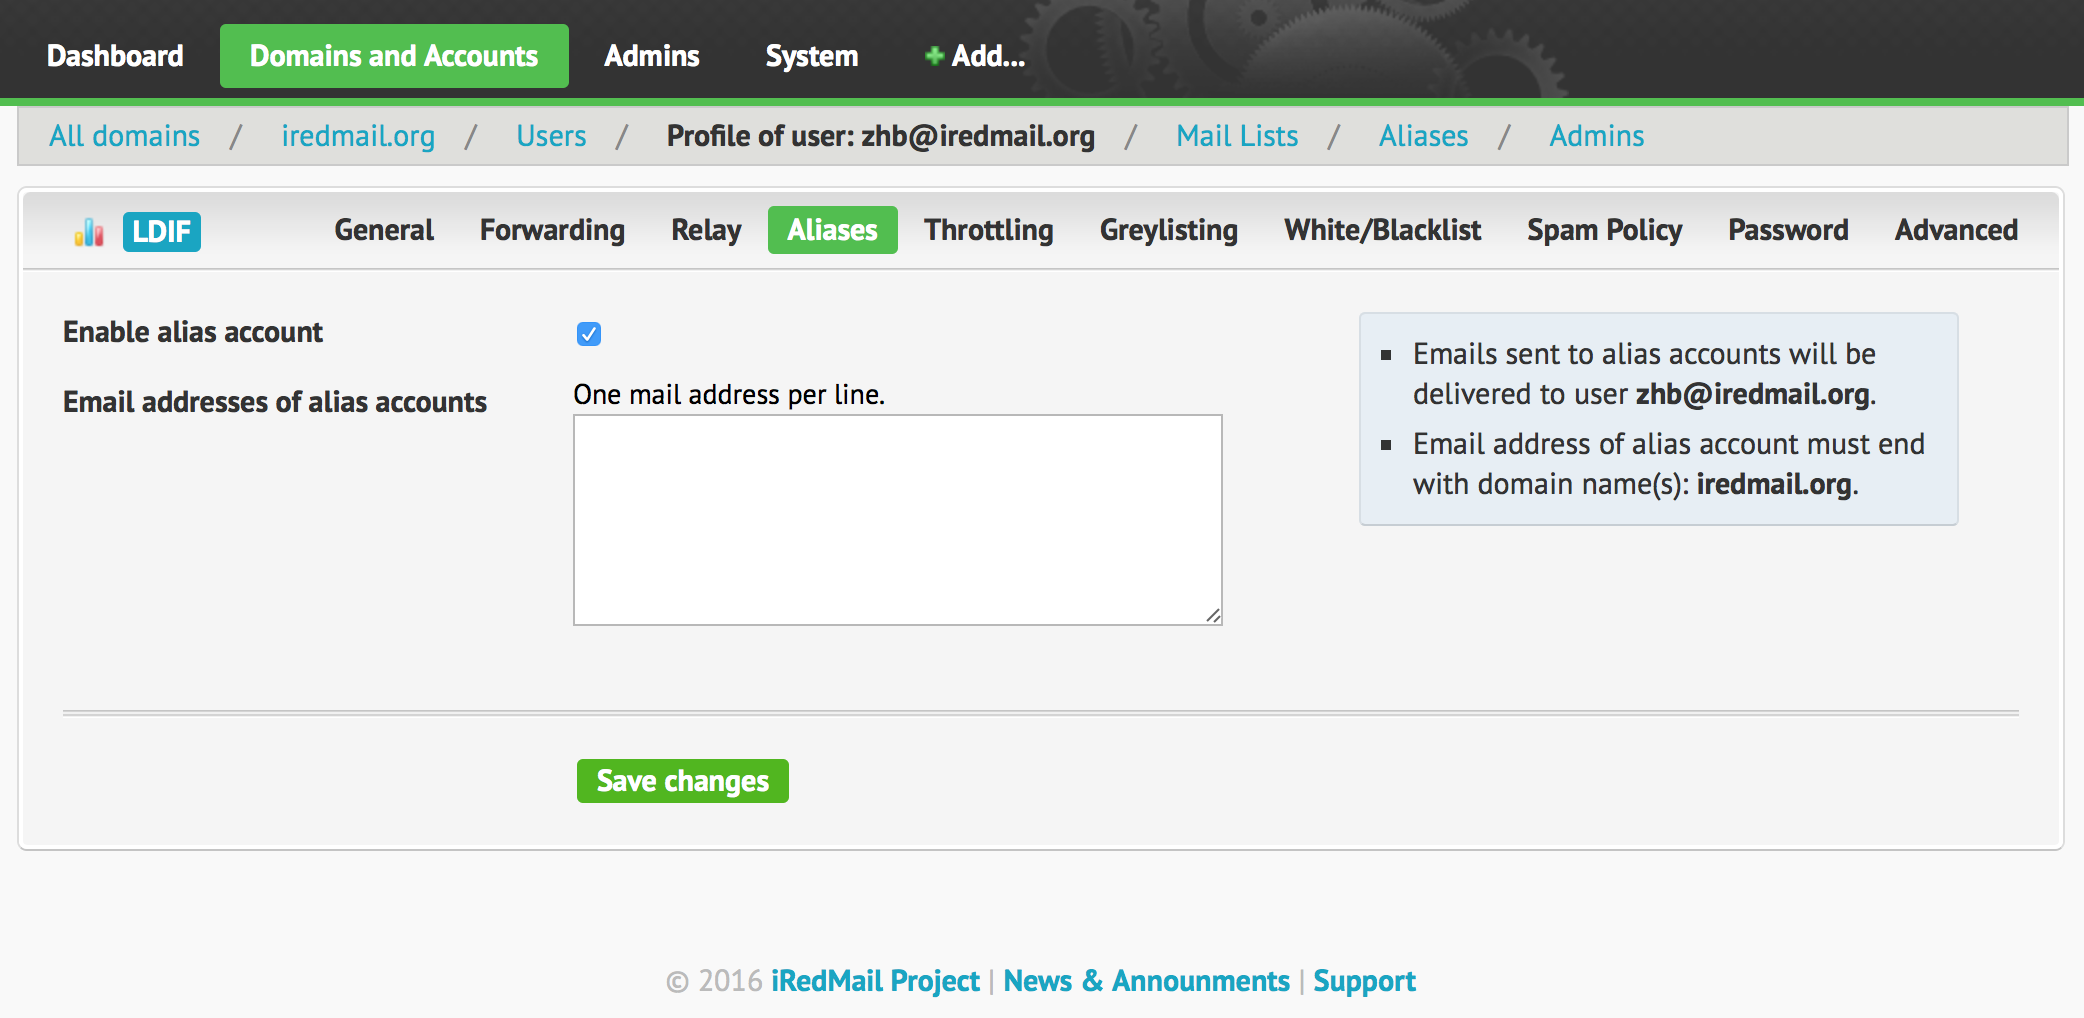 Dashboard Domains and Accounts Admins System Add...
All domains / iredmail.org / Users / Profile of user: zhb@iredmail.org / Mail Lists / Aliases / Admins
LDIF General Forwarding Relay Aliases Throttling Greylisting White/Blacklist Spam Policy Password Advanced
Enable alias account
Email addresses of alias accounts
One mail address per line.
Emails sent to alias accounts will be
delivered to user zhb@iredmail.org.
Email address of alias account must end
with domain name(s): iredmail.org.
Save changes
© 2016 iRedMail Project | News & Announments | Support